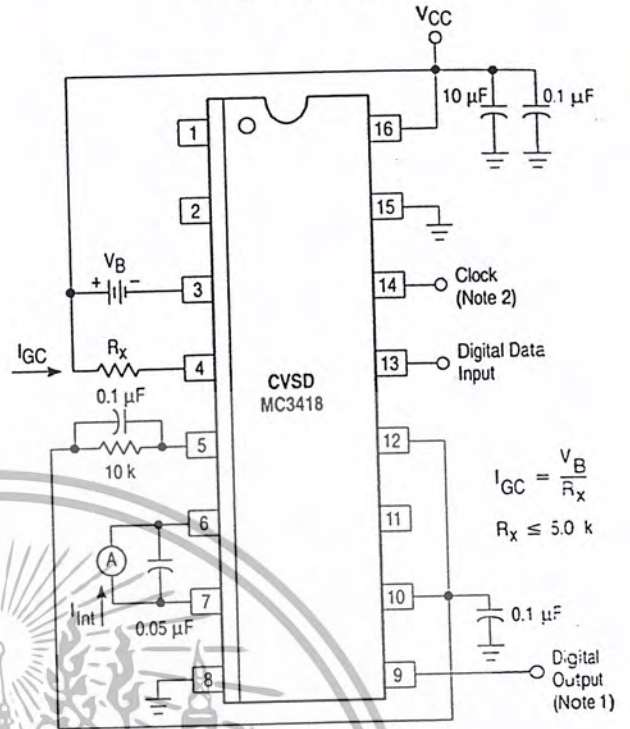 VCC
10 µF
0.1 µF
1
16
2
15
VB
+
−
3
14
Clock
(Note 2)
IGC
Rx
4
13
Digital Data
Input
CVSD
MC3418
0.1 µF
5
12
10 k
IGC = VB
Rx
Rx ≤ 5.0 k
6
11
A
IInt
7
10
0.05 µF
0.1 µF
8
9
Digital
Output
(Note 1)